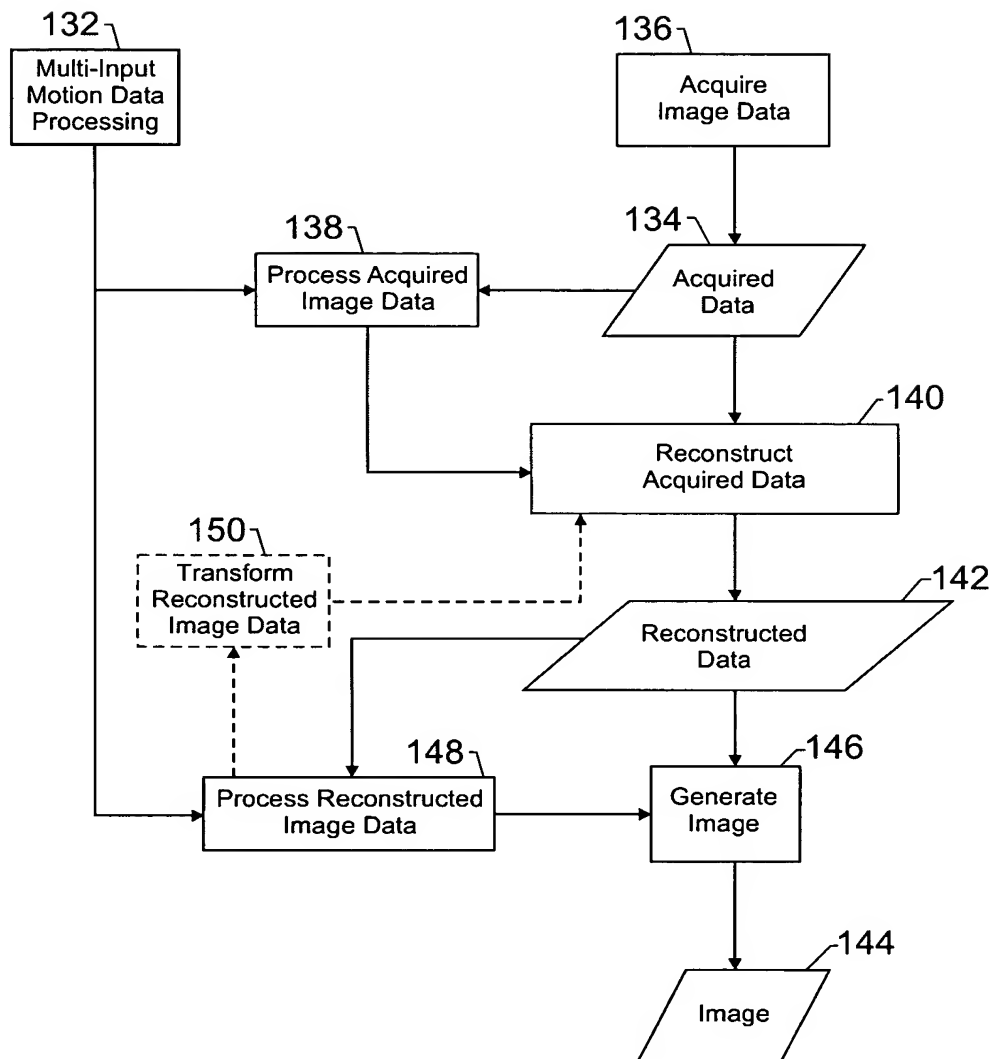 132
Multi-Input
Motion Data
Processing
136
Acquire
Image Data
138
Process Acquired
Image Data
134
Acquired
Data
140
Reconstruct
Acquired Data
150
Transform
Reconstructed
Image Data
142
Reconstructed
Data
148
Process Reconstructed
Image Data
146
Generate
Image
144
Image